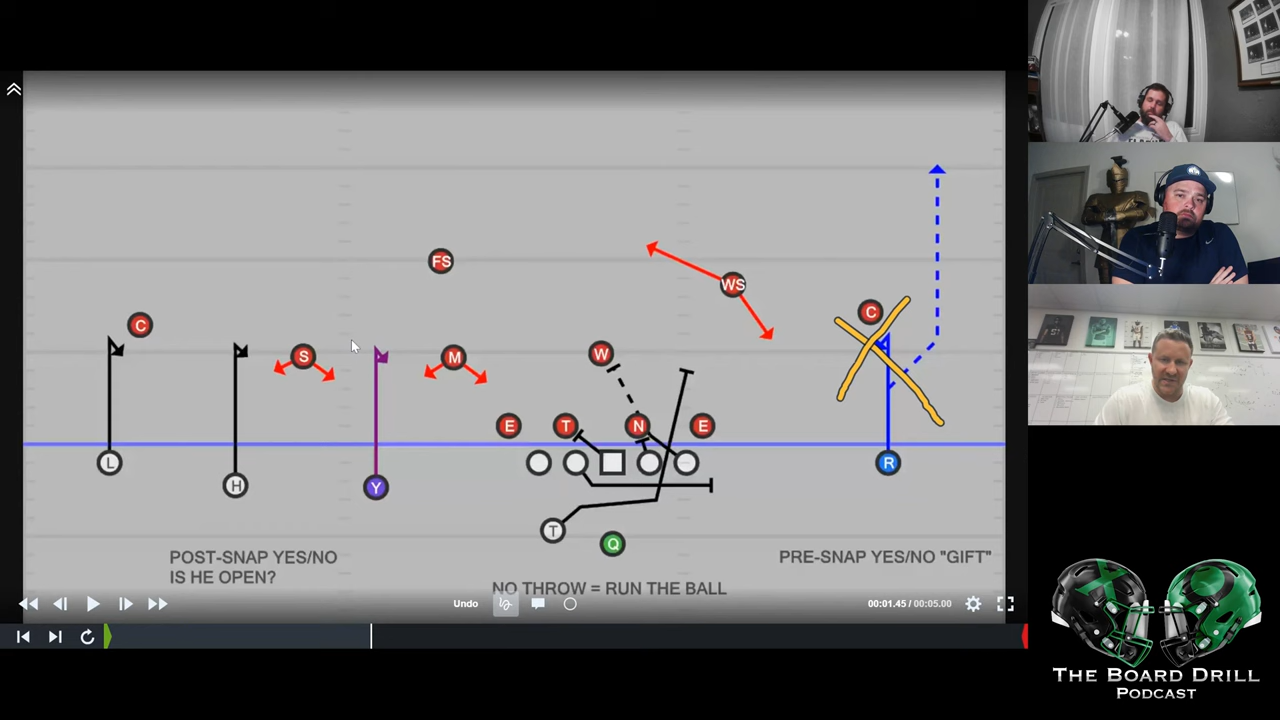 FS
WS
C
C
S
M
W
E
T
N
E
L
H
Y
R
T
Q
POST-SNAP YES/NO
IS HE OPEN?
NO THROW = RUN THE BALL
PRE-SNAP YES/NO "GIFT"
Undo
00:01.45 / 00:05.00
THE BOARD DRILL
PODCAST